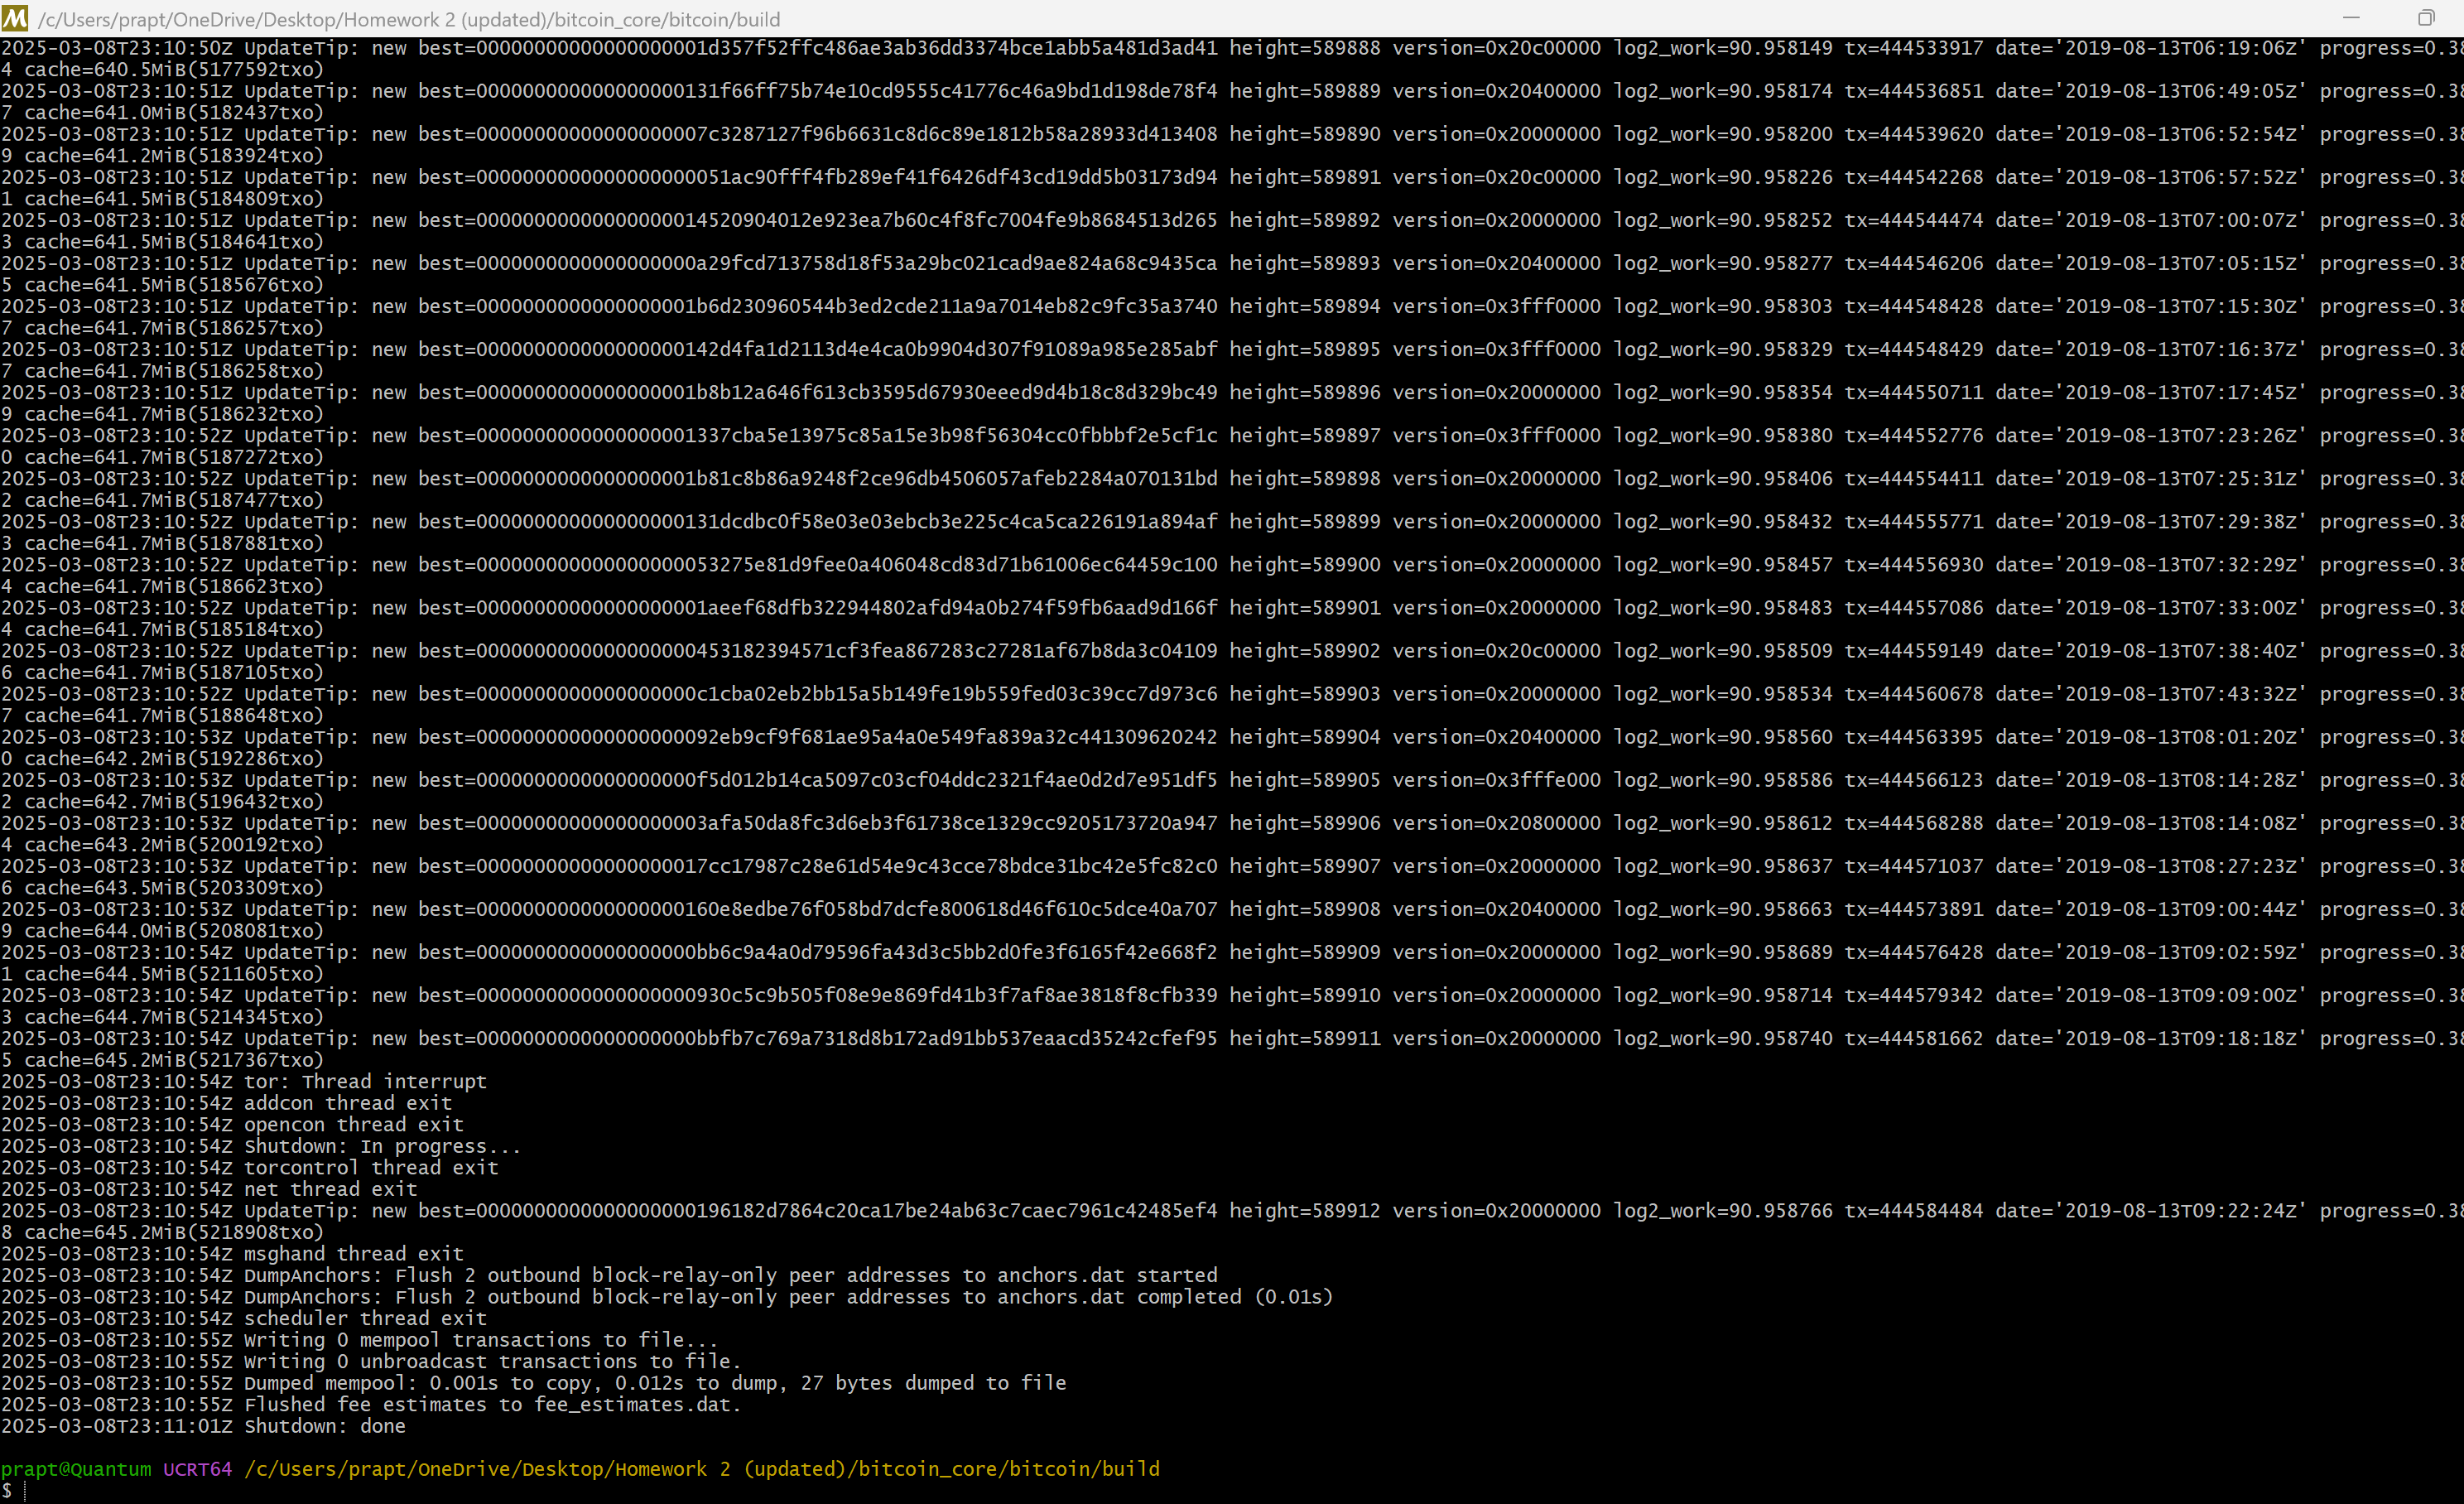 /c/Users/prapt/OneDrive/Desktop/Homework 2 (updated)/bitcoin_core/bitcoin/build
2025-03-08T23:10:50Z UpdateTip: new best=00000000000000000001d357f52ffc486ae3ab36dd3374bce1abb5a481d3ad41 height=589888 version=0x20c00000 log2_work=90.958149 tx=444533917 date='2019-08-13T06:19:06Z' progress=0.38
4 cache=640.5MiB(5177592txo)
2025-03-08T23:10:51Z UpdateTip: new best=000000000000000000131f66ff75b74e10cd9555c41776c46a9bd1d198de78f4 height=589889 version=0x20400000 log2_work=90.958174 tx=444536851 date='2019-08-13T06:49:05Z' progress=0.38
7 cache=641.0MiB(5182437txo)
2025-03-08T23:10:51Z UpdateTip: new best=00000000000000000007c3287127f96b6631c8d6c89e1812b58a28933d413408 height=589890 version=0x20000000 log2_work=90.958200 tx=444539620 date='2019-08-13T06:52:54Z' progress=0.38
9 cache=641.2MiB(5183924txo)
2025-03-08T23:10:51Z UpdateTip: new best=00000000000000000000051ac90fff4fb289ef41f6426df43cd19dd5b03173d94 height=589891 version=0x20c00000 log2_work=90.958226 tx=444542268 date='2019-08-13T06:57:52Z' progress=0.38
1 cache=641.5MiB(5184809txo)
2025-03-08T23:10:51Z UpdateTip: new best=00000000000000000014520904012e923ea7b60c4f8fc7004fe9b8684513d265 height=589892 version=0x20000000 log2_work=90.958252 tx=444544474 date='2019-08-13T07:00:07Z' progress=0.38
3 cache=641.5MiB(5184641txo)
2025-03-08T23:10:51Z UpdateTip: new best=0000000000000000000a29fcd713758d18f53a29bc021cad9ae824a68c9435ca height=589893 version=0x20400000 log2_work=90.958277 tx=444546206 date='2019-08-13T07:05:15Z' progress=0.38
5 cache=641.5MiB(5185676txo)
2025-03-08T23:10:51Z UpdateTip: new best=0000000000000000001b6d230960544b3ed2cde211a9a7014eb82c9fc35a3740 height=589894 version=0x3fff0000 log2_work=90.958303 tx=444548428 date='2019-08-13T07:15:30Z' progress=0.38
7 cache=641.7MiB(5186257txo)
2025-03-08T23:10:51Z UpdateTip: new best=000000000000000000142d4fa1d2113d4e4ca0b9904d307f91089a985e285abf height=589895 version=0x3fff0000 log2_work=90.958329 tx=444548429 date='2019-08-13T07:16:37Z' progress=0.38
7 cache=641.7MiB(5186258txo)
2025-03-08T23:10:51Z UpdateTip: new best=0000000000000000001b8b12a646f613cb3595d67930eeed9d4b18c8d329bc49 height=589896 version=0x20000000 log2_work=90.958354 tx=444550711 date='2019-08-13T07:17:45Z' progress=0.38
9 cache=641.7MiB(5186232txo)
2025-03-08T23:10:52Z UpdateTip: new best=0000000000000000001337cba5e13975c85a15e3b98f56304cc0fbbbf2e5cf1c height=589897 version=0x3fff0000 log2_work=90.958380 tx=444552776 date='2019-08-13T07:23:26Z' progress=0.38
0 cache=641.7MiB(5187272txo)
2025-03-08T23:10:52Z UpdateTip: new best=0000000000000000001b81c8b86a9248f2ce96db4506057afeb2284a070131bd height=589898 version=0x20000000 log2_work=90.958406 tx=444554411 date='2019-08-13T07:25:31Z' progress=0.38
2 cache=641.7MiB(5187477txo)
2025-03-08T23:10:52Z UpdateTip: new best=000000000000000000131dcdbc0f58e03e03ebcb3e225c4ca5ca226191a894af height=589899 version=0x20000000 log2_work=90.958432 tx=444555771 date='2019-08-13T07:29:38Z' progress=0.38
3 cache=641.7MiB(5187881txo)
2025-03-08T23:10:52Z UpdateTip: new best=000000000000000000053275e81d9fee0a406048cd83d71b61006ec64459c100 height=589900 version=0x20000000 log2_work=90.958457 tx=444556930 date='2019-08-13T07:32:29Z' progress=0.38
4 cache=641.7MiB(5186623txo)
2025-03-08T23:10:52Z UpdateTip: new best=00000000000000000001aeef68dfb322944802afd94a0b274f59fb6aad9d166f height=589901 version=0x20000000 log2_work=90.958483 tx=444557086 date='2019-08-13T07:33:00Z' progress=0.38
4 cache=641.7MiB(5185184txo)
2025-03-08T23:10:52Z UpdateTip: new best=0000000000000000000453182394571cf3fea867283c27281af67b8da3c04109 height=589902 version=0x20c00000 log2_work=90.958509 tx=444559149 date='2019-08-13T07:38:40Z' progress=0.38
6 cache=641.7MiB(5187105txo)
2025-03-08T23:10:52Z UpdateTip: new best=0000000000000000000c1cba02eb2bb15a5b149fe19b559fed03c39cc7d973c6 height=589903 version=0x20000000 log2_work=90.958534 tx=444560678 date='2019-08-13T07:43:32Z' progress=0.38
7 cache=641.7MiB(5188648txo)
2025-03-08T23:10:53Z UpdateTip: new best=000000000000000000092eb9cf9f681ae95a4a0e549fa839a32c441309620242 height=589904 version=0x20400000 log2_work=90.958560 tx=444563395 date='2019-08-13T08:01:20Z' progress=0.38
0 cache=642.2MiB(5192286txo)
2025-03-08T23:10:53Z UpdateTip: new best=0000000000000000000f5d012b14ca5097c03cf04ddc2321f4ae0d2d7e951df5 height=589905 version=0x3fffe000 log2_work=90.958586 tx=444566123 date='2019-08-13T08:14:28Z' progress=0.38
2 cache=642.7MiB(5196432txo)
2025-03-08T23:10:53Z UpdateTip: new best=00000000000000000003afa50da8fc3d6eb3f61738ce1329cc9205173720a947 height=589906 version=0x20800000 log2_work=90.958612 tx=444568288 date='2019-08-13T08:14:08Z' progress=0.38
4 cache=643.2MiB(5200192txo)
2025-03-08T23:10:53Z UpdateTip: new best=00000000000000000017cc17987c28e61d54e9c43cce78bdce31bc42e5fc82c0 height=589907 version=0x20000000 log2_work=90.958637 tx=444571037 date='2019-08-13T08:27:23Z' progress=0.38
6 cache=643.5MiB(5203309txo)
2025-03-08T23:10:53Z UpdateTip: new best=000000000000000000160e8edbe76f058bd7dcfe800618d46f610c5dce40a707 height=589908 version=0x20400000 log2_work=90.958663 tx=444573891 date='2019-08-13T09:00:44Z' progress=0.38
9 cache=644.0MiB(5208081txo)
2025-03-08T23:10:54Z UpdateTip: new best=0000000000000000000bb6c9a4a0d79596fa43d3c5bb2d0fe3f6165f42e668f2 height=589909 version=0x20000000 log2_work=90.958689 tx=444576428 date='2019-08-13T09:02:59Z' progress=0.38
1 cache=644.5MiB(5211605txo)
2025-03-08T23:10:54Z UpdateTip: new best=0000000000000000000930c5c9b505f08e9e869fd41b3f7af8ae3818f8cfb339 height=589910 version=0x20000000 log2_work=90.958714 tx=444579342 date='2019-08-13T09:09:00Z' progress=0.38
3 cache=644.7MiB(5214345txo)
2025-03-08T23:10:54Z UpdateTip: new best=0000000000000000000bbfb7c769a7318d8b172ad91bb537eaacd35242cfef95 height=589911 version=0x20000000 log2_work=90.958740 tx=444581662 date='2019-08-13T09:18:18Z' progress=0.38
5 cache=645.2MiB(5217367txo)
2025-03-08T23:10:54Z tor: Thread interrupt
2025-03-08T23:10:54Z addcon thread exit
2025-03-08T23:10:54Z opencon thread exit
2025-03-08T23:10:54Z Shutdown: In progress...
2025-03-08T23:10:54Z torcontrol thread exit
2025-03-08T23:10:54Z net thread exit
2025-03-08T23:10:54Z UpdateTip: new best=0000000000000000000196182d7864c20ca17be24ab63c7caec7961c42485ef4 height=589912 version=0x20000000 log2_work=90.958766 tx=444584484 date='2019-08-13T09:22:24Z' progress=0.38
8 cache=645.2MiB(5218908txo)
2025-03-08T23:10:54Z msghand thread exit
2025-03-08T23:10:54Z DumpAnchors: Flush 2 outbound block-relay-only peer addresses to anchors.dat started
2025-03-08T23:10:54Z DumpAnchors: Flush 2 outbound block-relay-only peer addresses to anchors.dat completed (0.01s)
2025-03-08T23:10:54Z scheduler thread exit
2025-03-08T23:10:55Z Writing 0 mempool transactions to file...
2025-03-08T23:10:55Z Writing 0 unbroadcast transactions to file.
2025-03-08T23:10:55Z Dumped mempool: 0.001s to copy, 0.012s to dump, 27 bytes dumped to file
2025-03-08T23:10:55Z Flushed fee estimates to fee_estimates.dat.
2025-03-08T23:11:01Z Shutdown: done
prapt@Quantum UCRT64 /c/Users/prapt/OneDrive/Desktop/Homework 2 (updated)/bitcoin_core/bitcoin/build
$